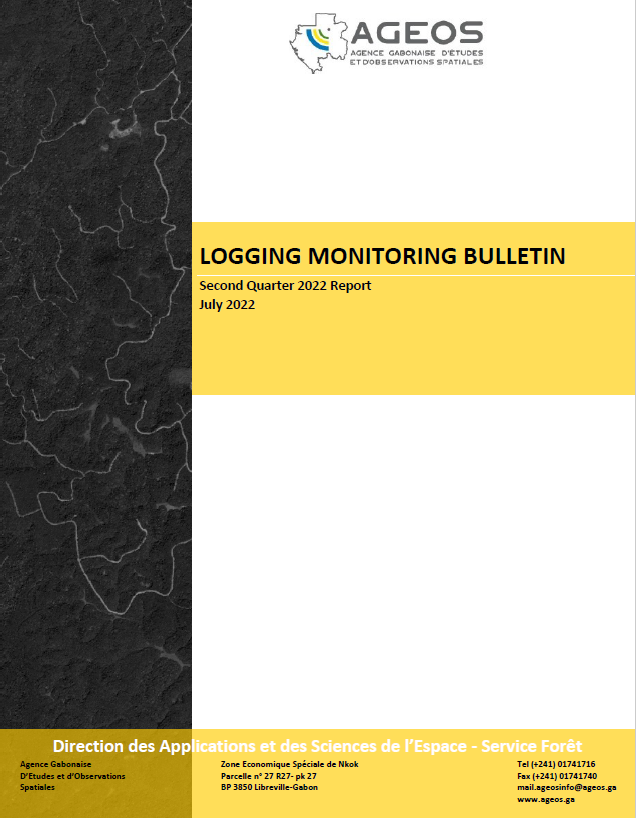 AGEOS
AGENCE GABONAISE D'ÉTUDES
ET D'OBSERVATIONS SPATIALES
LOGGING MONITORING BULLETIN
Second Quarter 2022 Report
July 2022
Direction des Applications et des Sciences de l'Espace - Service Forêt
Agence Gabonaise
D'Etudes et d'Observations
Spatiales
Zone Economique Spéciale de Nkok
Parcelle n° 27 R27- pk 27
BP 3850 Libreville-Gabon
Tel (+241) 01741716
Fax (+241) 01741740
mail.ageosinfo@ageos.ga
www.ageos.ga